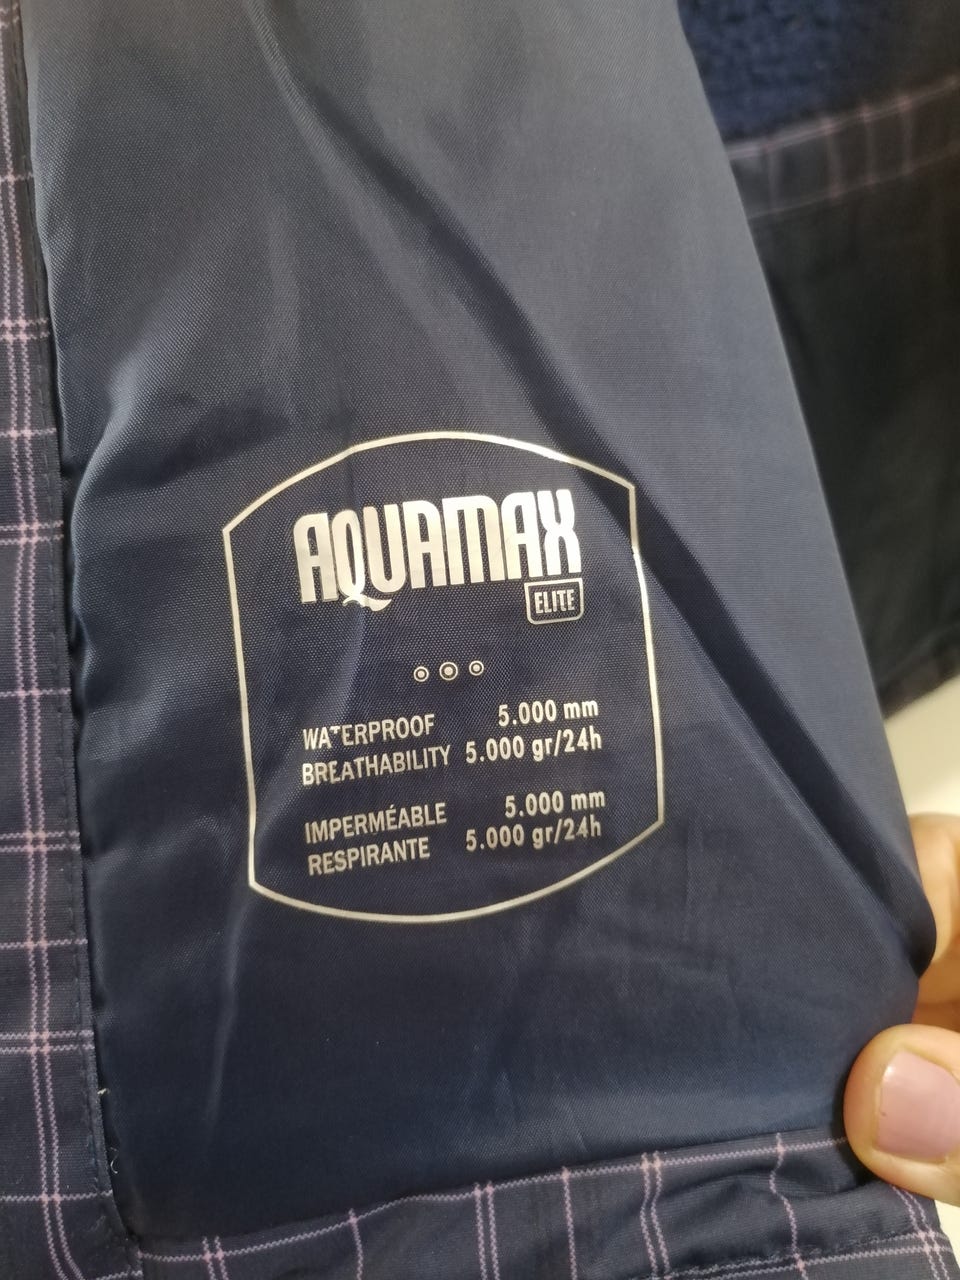 AQUAMAX
ELITE
WATERPROOF 5.000 mm
BREATHABILITY 5.000 gr/24h
IMPERMÉABLE 5.000 mm
RESPIRANTE 5.000 gr/24h